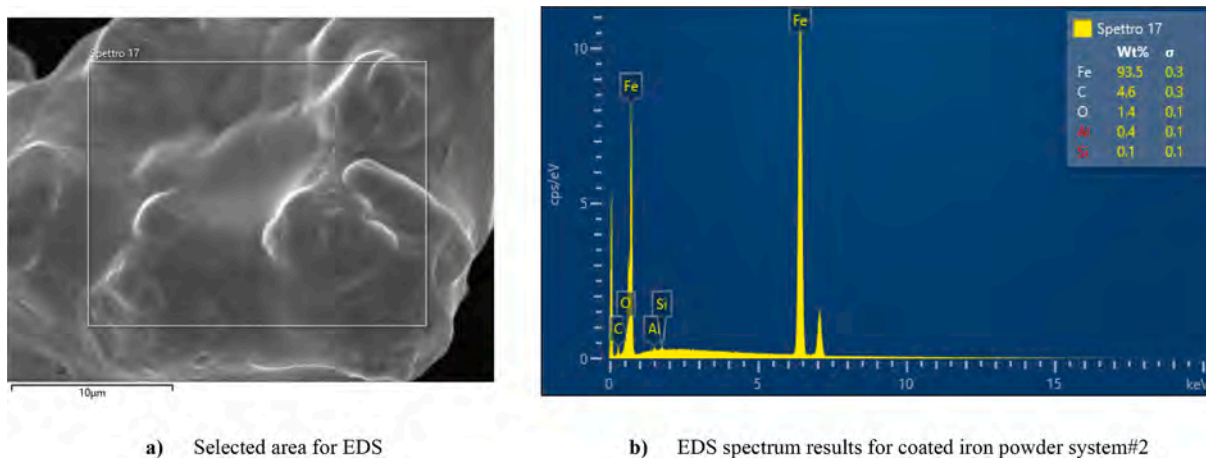 Spettro 17
10µm
Fe
Fe
O
Si
C
Al
cps/eV
10
5
0
0
5
10
15
keV
Spettro 17
Wt% σ
Fe 93.5 0.3
C 4.6 0.3
O 1.4 0.1
Al 0.4 0.1
Si 0.1 0.1
a) Selected area for EDS
b) EDS spectrum results for coated iron powder system#2